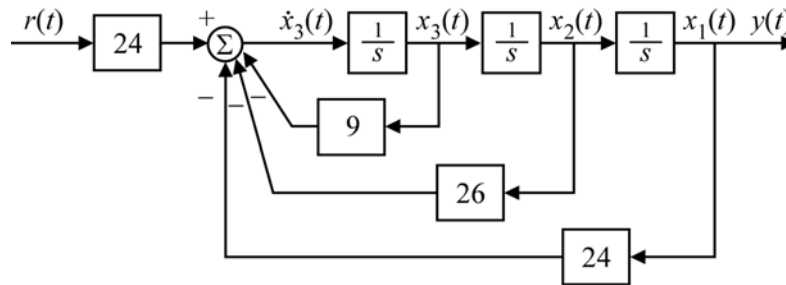 r(t) 24 + Σ ẋ₃(t) 1/s x₃(t) 1/s x₂(t) 1/s x₁(t) y(t)
− − −
9
26
24